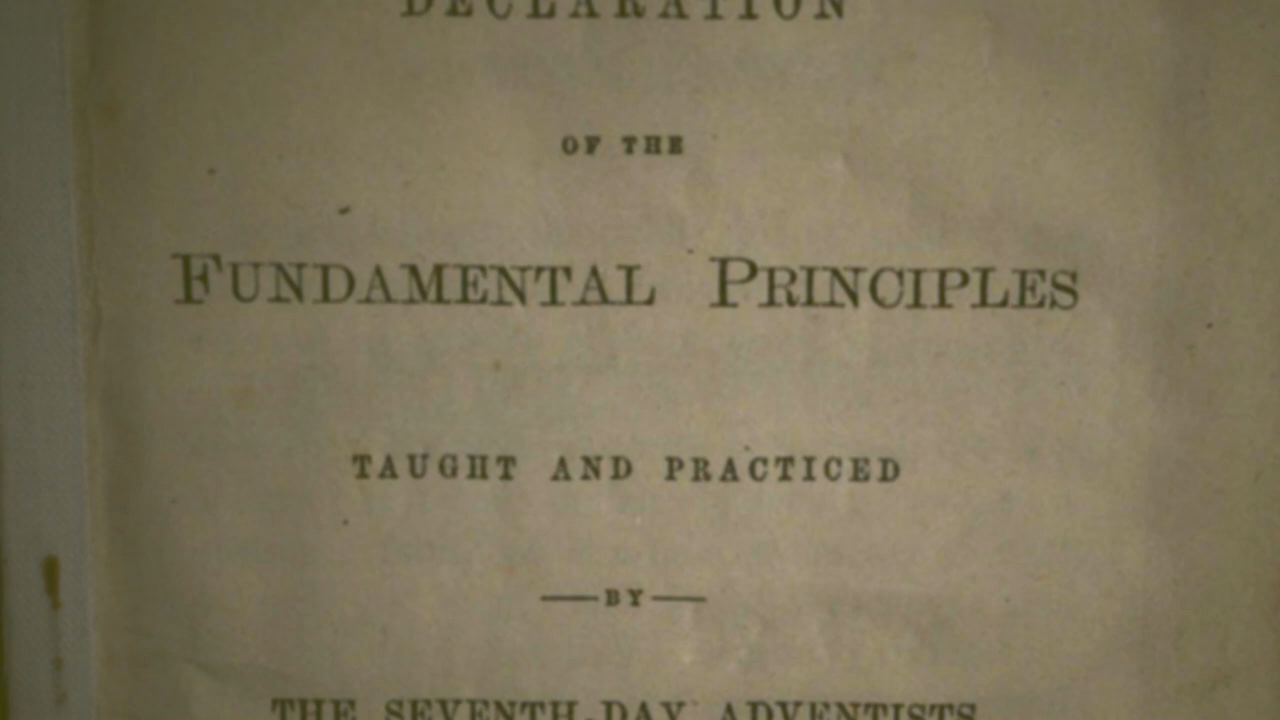 DECLARATION
OF THE
FUNDAMENTAL PRINCIPLES
TAUGHT AND PRACTICED
—BY—
THE SEVENTH-DAY ADVENTISTS